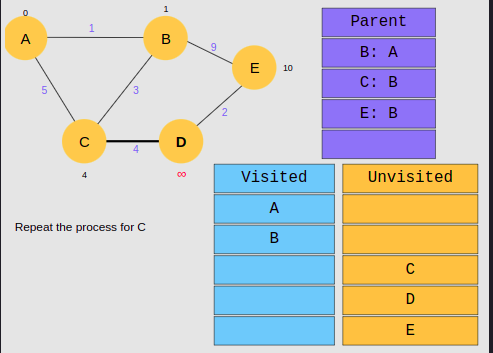 0
1
A
1
B
9
E
10
5
3
2
C
4
D
4
∞
Repeat the process for C
Parent
B: A
C: B
E: B
Visited
A
B
Unvisited
C
D
E